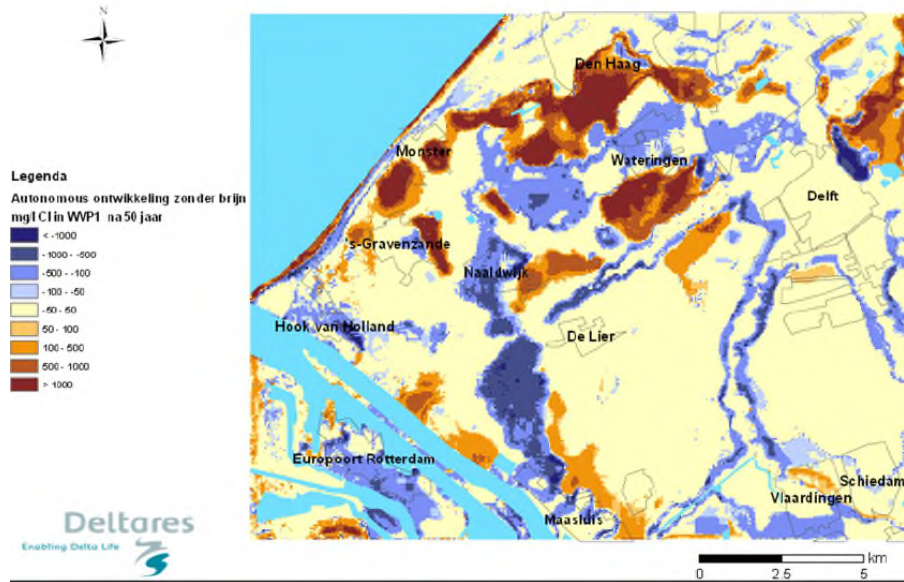 N
Den Haag
Monster
Wateringen
Legenda
Autonomous ontwikkeling zonder brijn
mg/l Cl in WVP1 na 50 jaar
Delft
< -1000
-1000 - -500
-500 - -100
-100 - -50
-50 - 50
50 - 100
100 - 500
500 - 1000
> 1000
's-Gravenzande
Naaldwijk
Hoek van Holland
De Lier
Europoort Rotterdam
Schiedam
Vlaardingen
Maasluis
Deltares
Enabling Delta Life
km
0 2.5 5